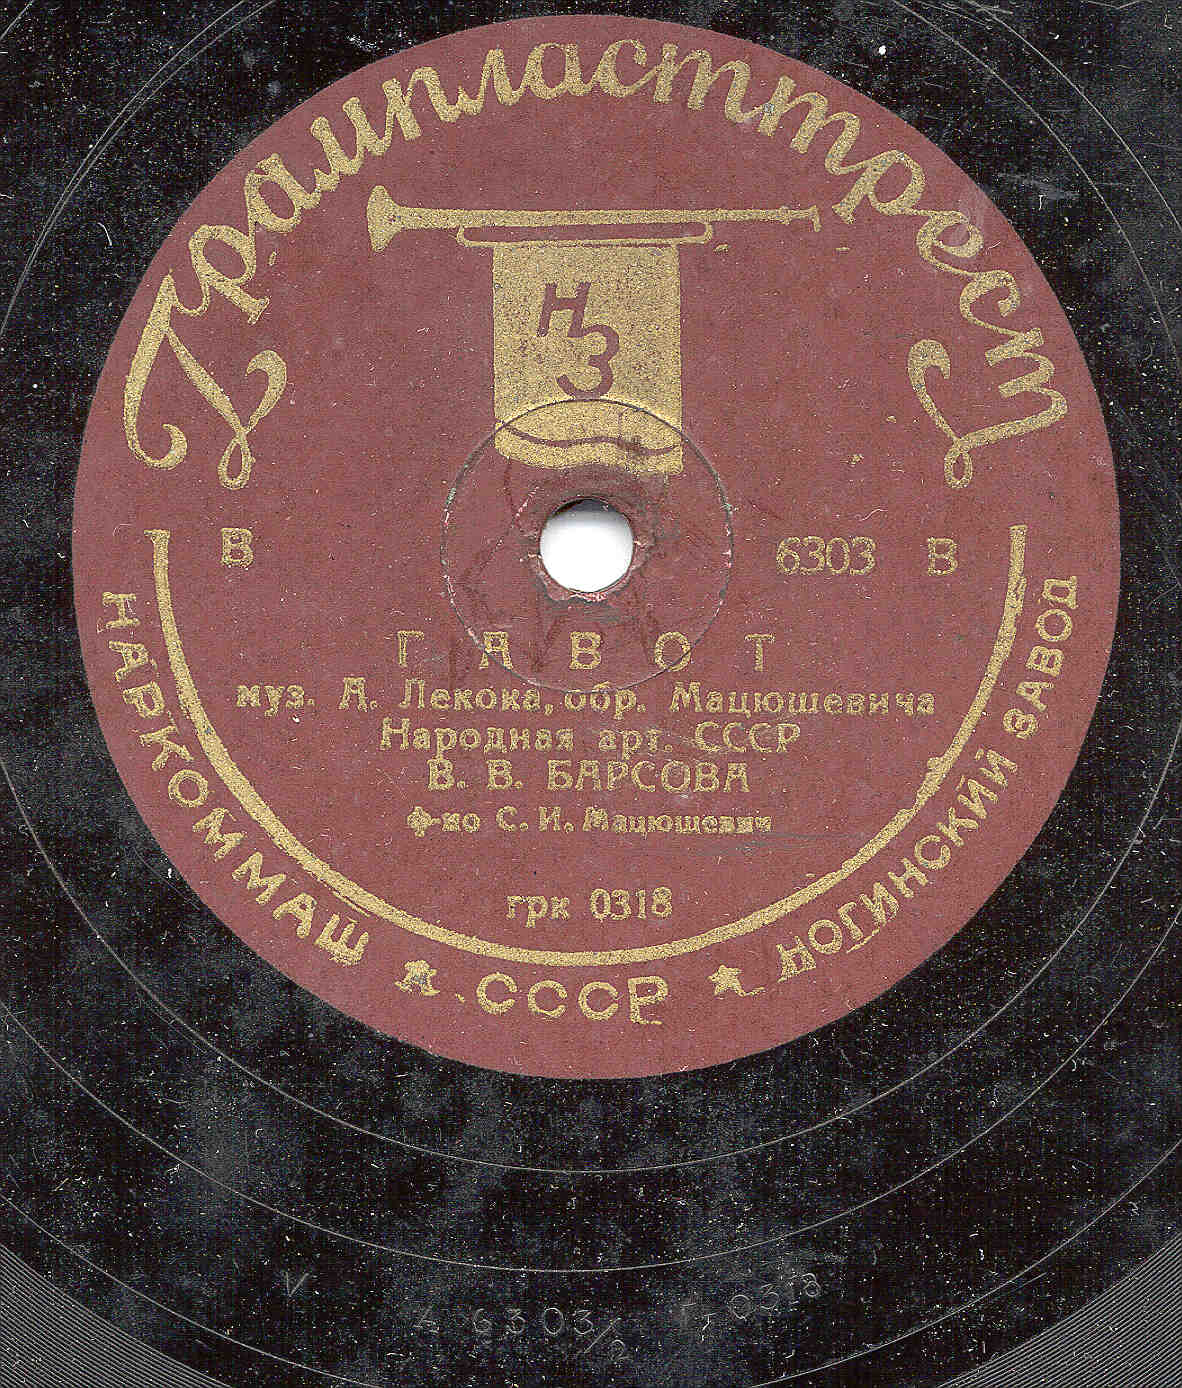 Грампласттрест
НЗ
В 6303 В
ГАВОТ
муз. А. Лекока, обр. Мацюшевича
Народная арт. СССР
В. В. БАРСОВА
ф-но С. И. Мацюшевич
грк 0318
НАРКОММАШ ★ СССР ★ НОГИНСКИЙ ЗАВОД
6303/2 Г-0318